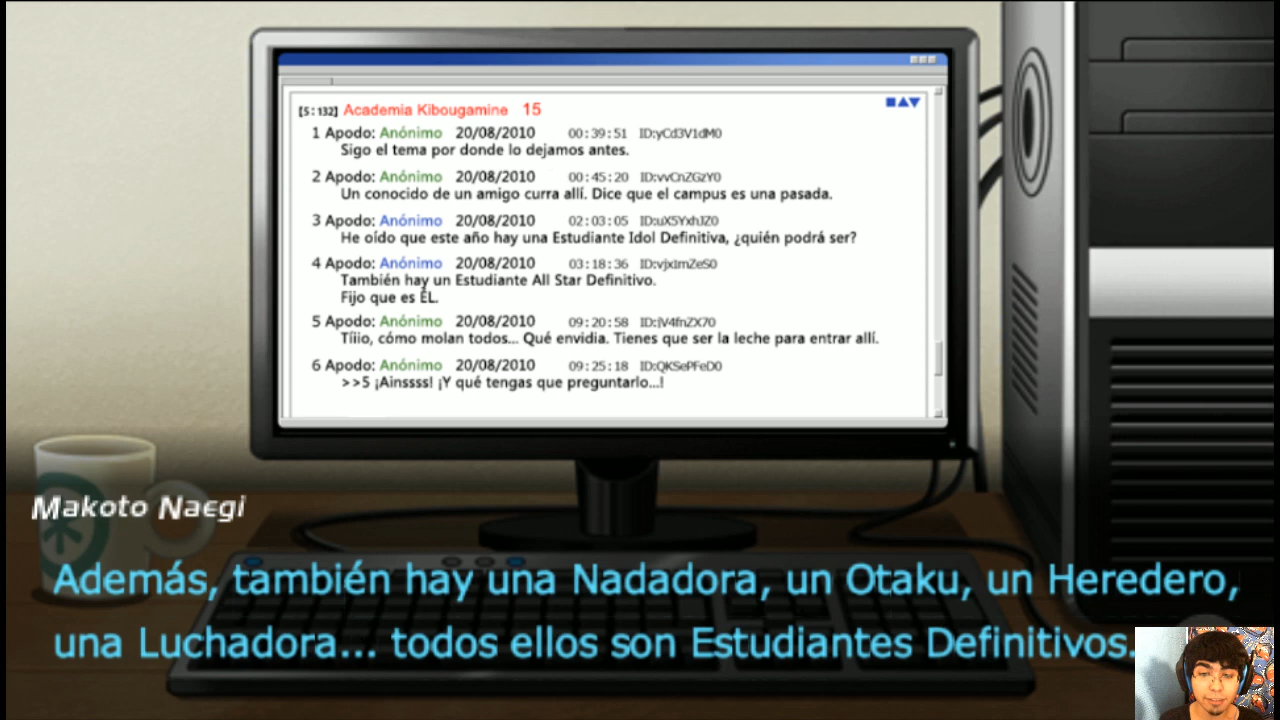 [5:132] Academia Kibougamine 15
1 Apodo: Anónimo 20/08/2010 00:39:51 ID:yCd3V1dM0
Sigo el tema por donde lo dejamos antes.
2 Apodo: Anónimo 20/08/2010 00:45:20 ID:vvCnZGzY0
Un conocido de un amigo curra allí. Dice que el campus es una pasada.
3 Apodo: Anónimo 20/08/2010 02:03:05 ID:uX5YxhJZ0
He oído que este año hay una Estudiante Idol Definitiva, ¿quién podrá ser?
4 Apodo: Anónimo 20/08/2010 03:18:36 ID:vjx1mZeS0
También hay un Estudiante All Star Definitivo.
Fijo que es ÉL.
5 Apodo: Anónimo 20/08/2010 09:20:58 ID:jV4fnZX70
Tíiio, cómo molan todos... Qué envidia. Tienes que ser la leche para entrar allí.
6 Apodo: Anónimo 20/08/2010 09:25:18 ID:QKSePFeD0
>>5 ¡Ainssss! ¡Y qué tengas que preguntarlo...!
Makoto Naegi
Además, también hay una Nadadora, un Otaku, un Heredero,
una Luchadora... todos ellos son Estudiantes Definitivos.